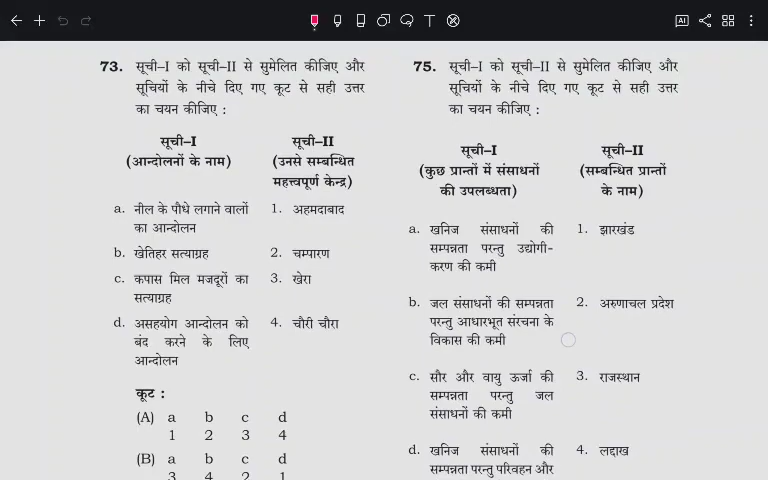 73. सूची–I को सूची–II से सुमेलित कीजिए और
सूचियों के नीचे दिए गए कूट से सही उत्तर
का चयन कीजिए :
सूची–I
(आन्दोलनों के नाम)
सूची–II
(उनसे सम्बन्धित
महत्त्वपूर्ण केन्द्र)
a. नील के पौधे लगाने वालों
का आन्दोलन
1. अहमदाबाद
b. खेतिहर सत्याग्रह
2. चम्पारण
c. कपास मिल मजदूरों का
सत्याग्रह
3. खेरा
d. असहयोग आन्दोलन को
बंद करने के लिए
आन्दोलन
4. चौरी चौरा
कूट :
(A) a b c d
1 2 3 4
(B) a b c d
3 4 2 1
75. सूची–I को सूची–II से सुमेलित कीजिए और
सूचियों के नीचे दिए गए कूट से सही उत्तर
का चयन कीजिए :
सूची–I
(कुछ प्रान्तों में संसाधनों
की उपलब्धता)
सूची–II
(सम्बन्धित प्रान्तों
के नाम)
a. खनिज संसाधनों की
सम्पन्नता परन्तु उद्योगी-
करण की कमी
1. झारखंड
b. जल संसाधनों की सम्पन्नता
परन्तु आधारभूत संरचना के
विकास की कमी
2. अरुणाचल प्रदेश
c. सौर और वायु ऊर्जा की
सम्पन्नता परन्तु जल
संसाधनों की कमी
3. राजस्थान
d. खनिज संसाधनों की
सम्पन्नता परन्तु परिवहन और
4. लद्दाख